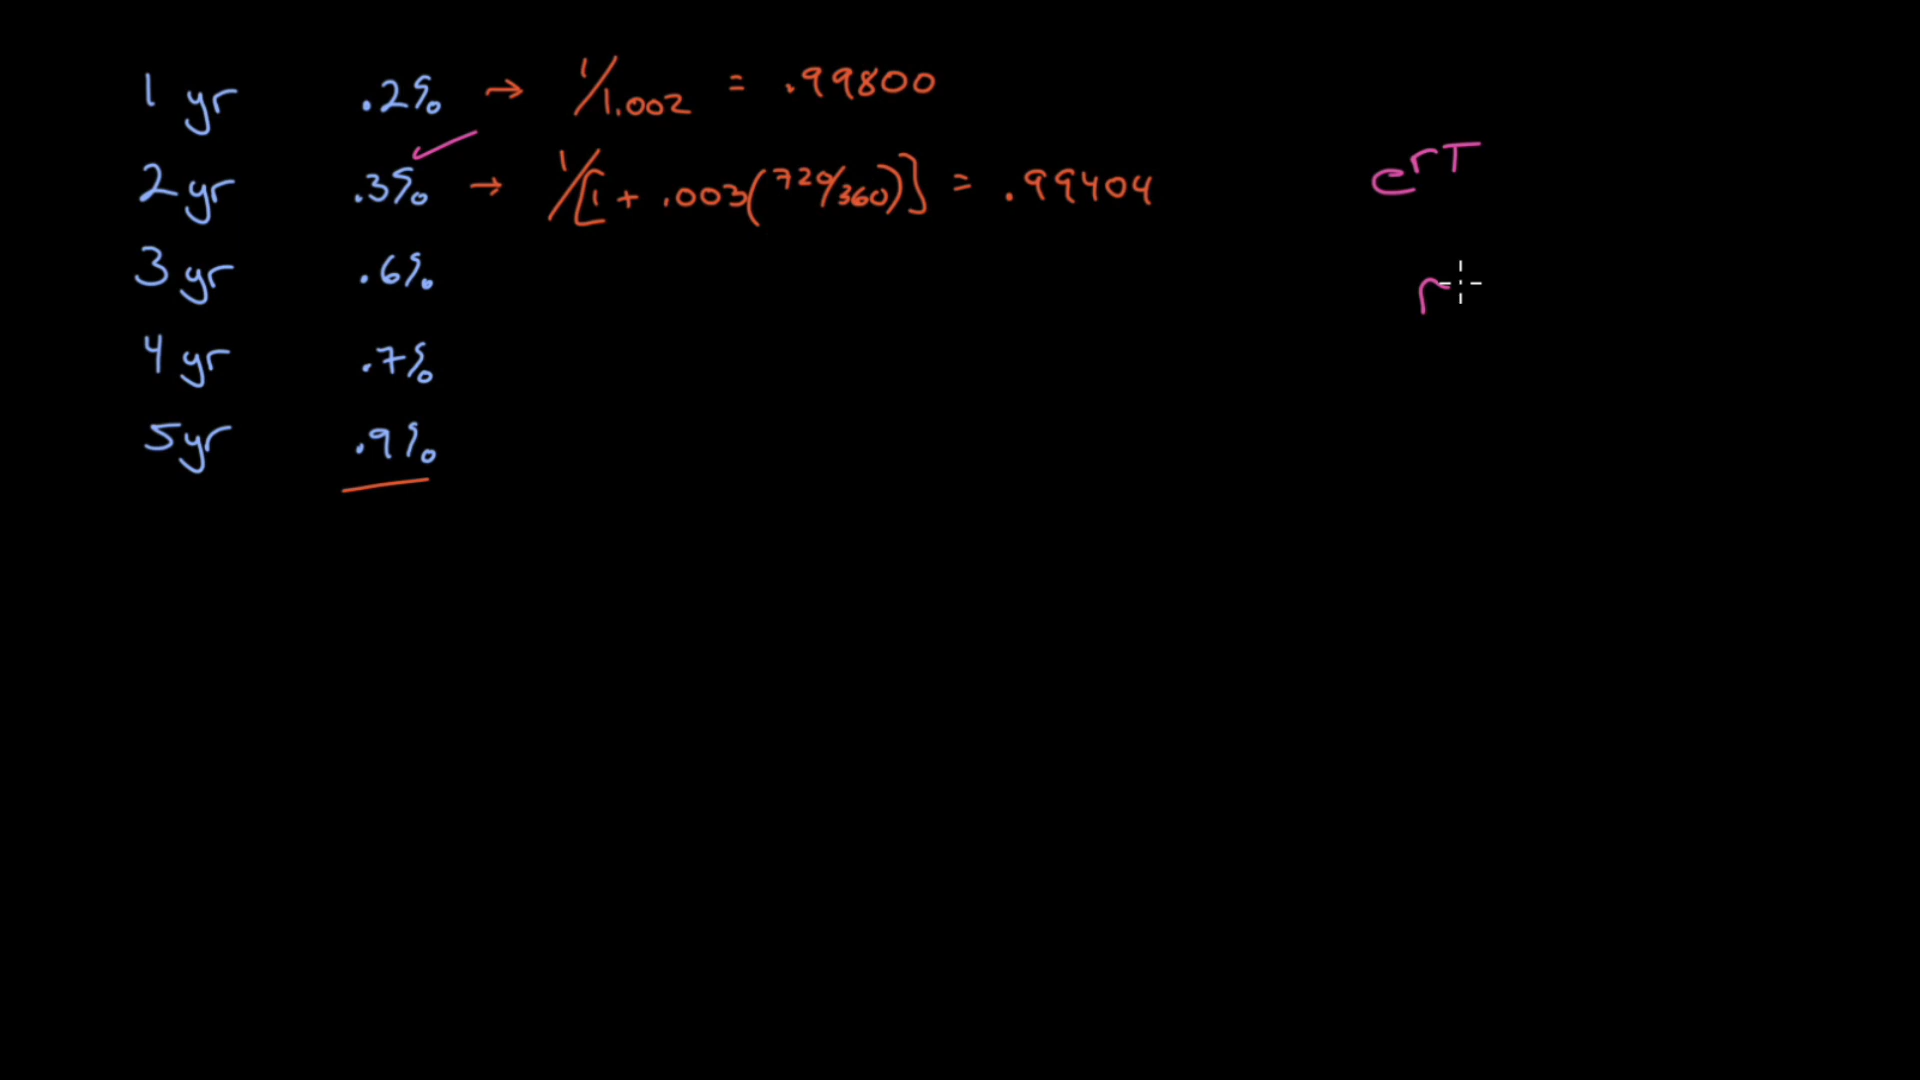 1 yr .2% → 1/1.002 = .99800
2 yr .3% → 1/[1 + .003(720/360)] = .99404
3 yr .6%
4 yr .7%
5 yr .9%
erT
r